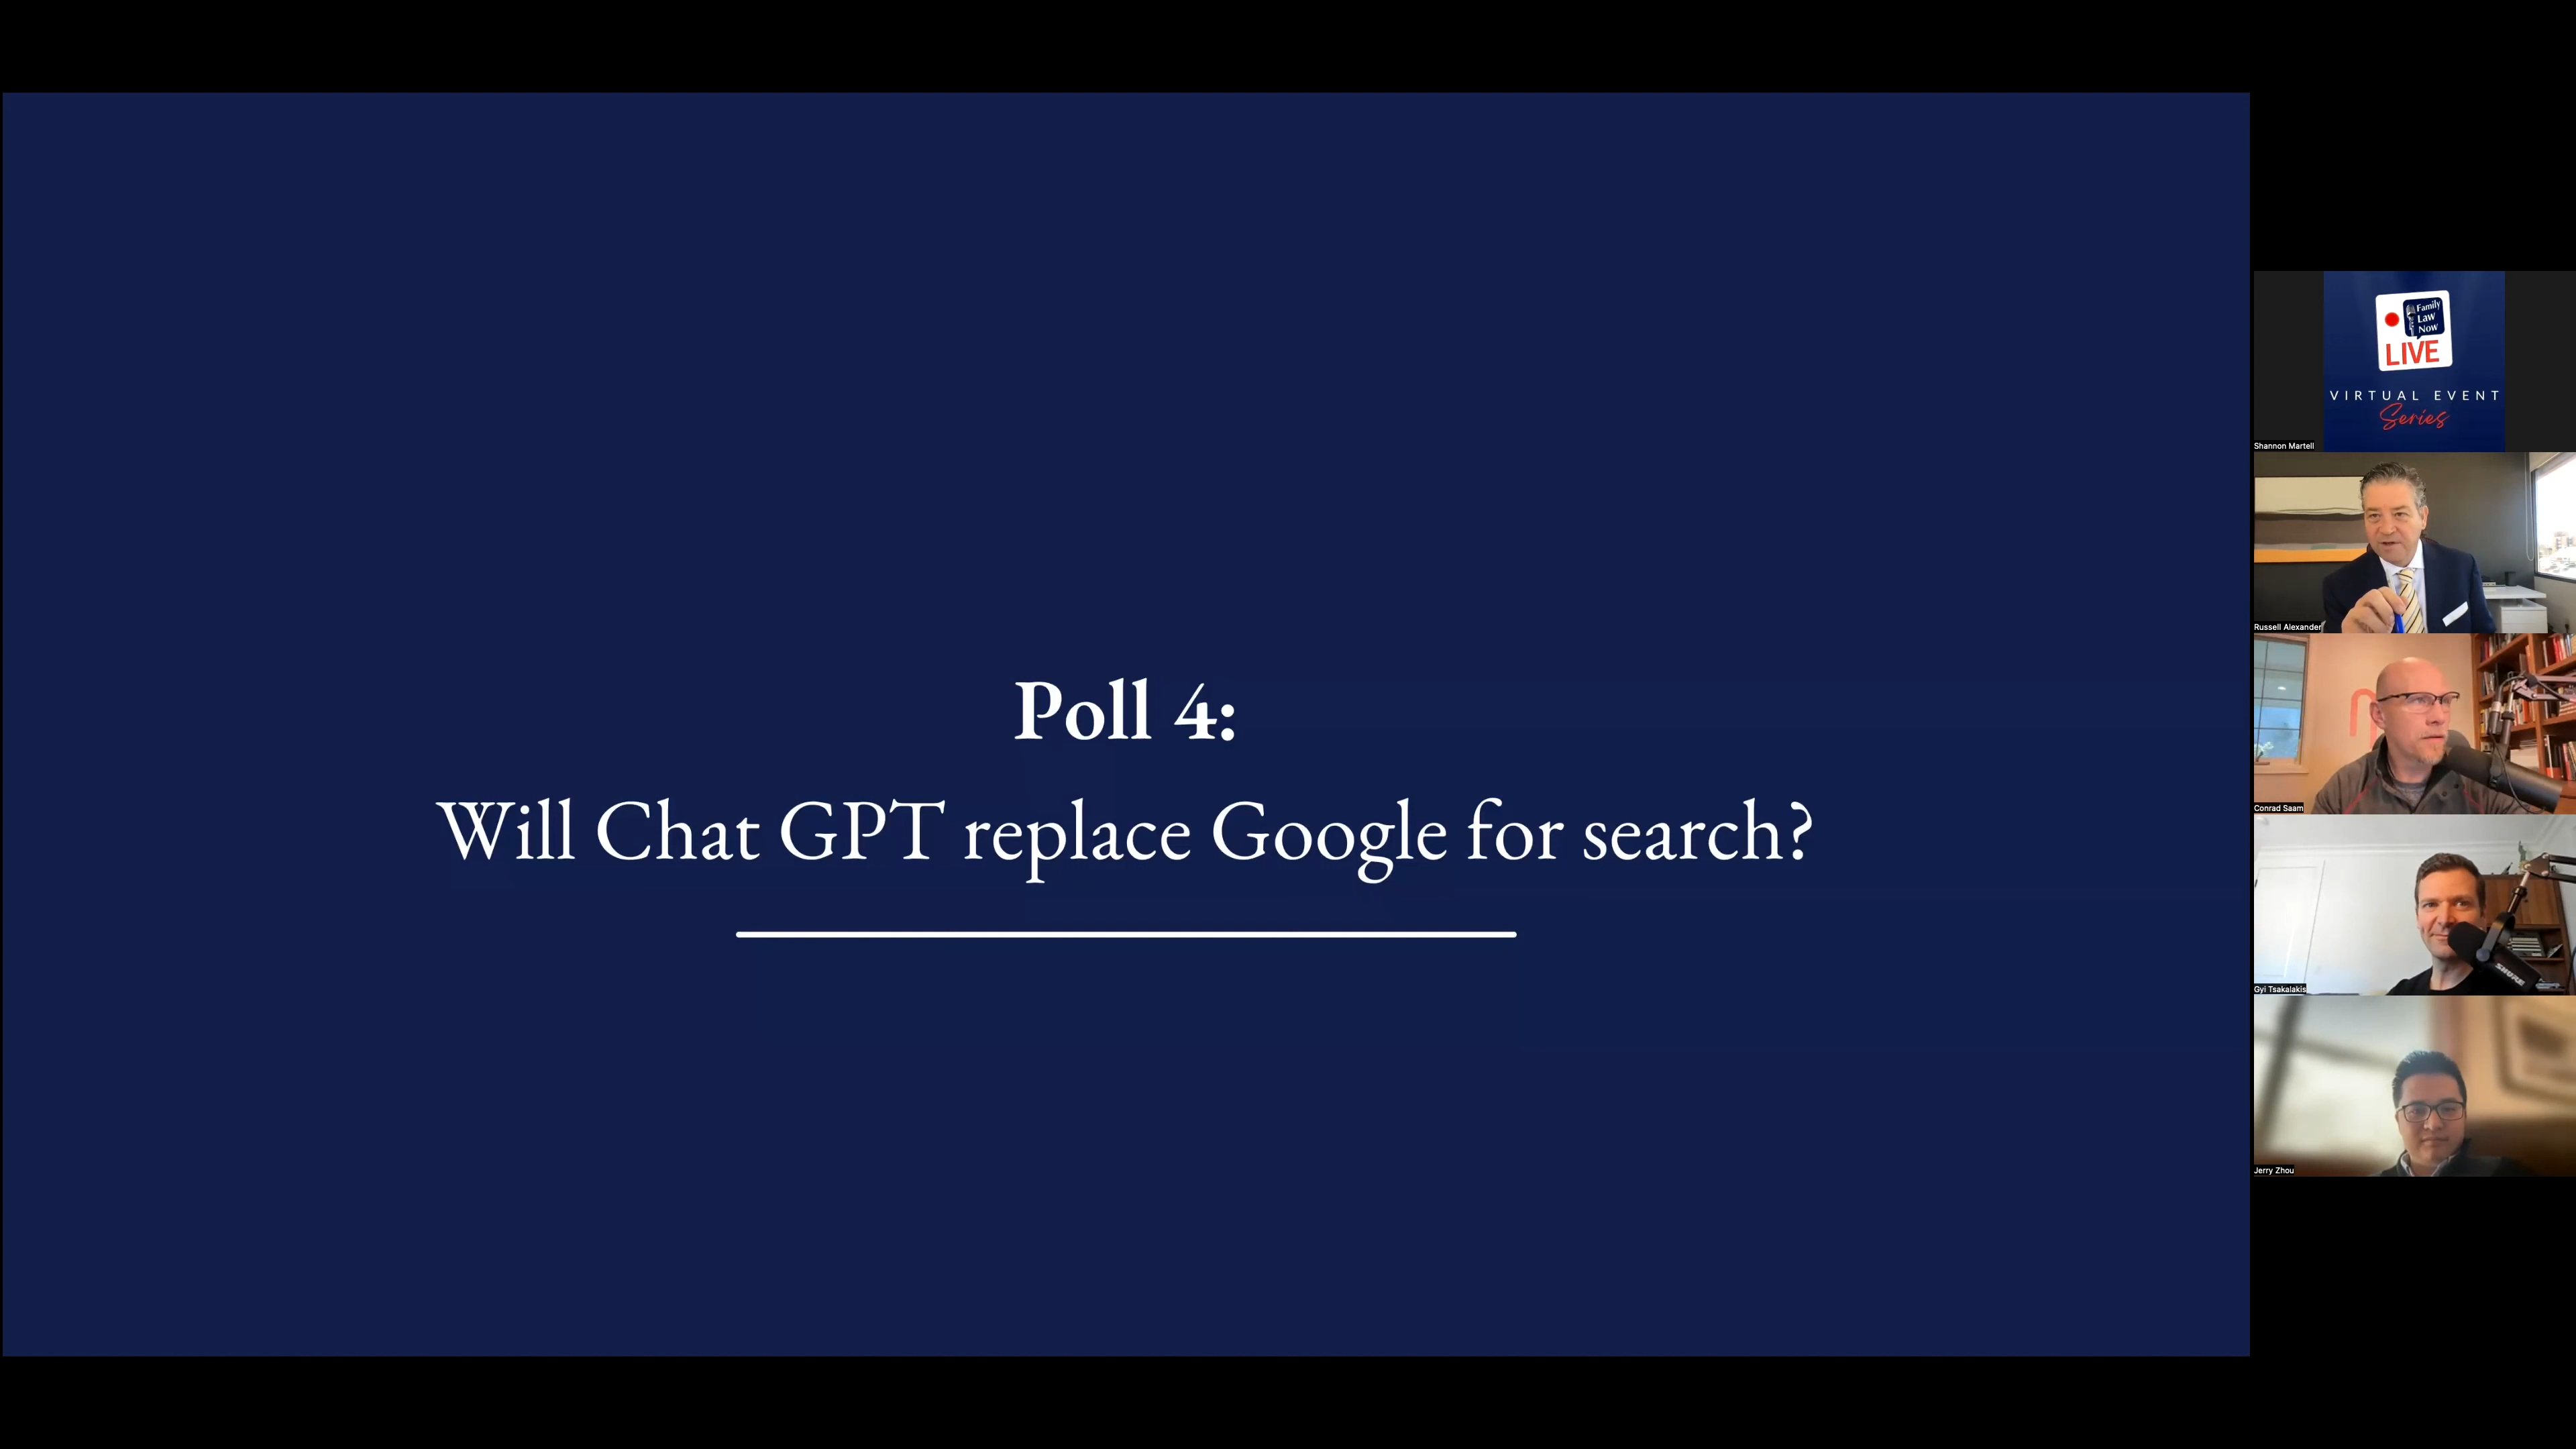 Poll 4:
Will Chat GPT replace Google for search?
Family
Law
Now
LIVE
VIRTUAL EVENT
Series
Shannon Martell
Russell Alexander
Conrad Saam
SHURE
Gyi Tsakalakis
Jerry Zhou